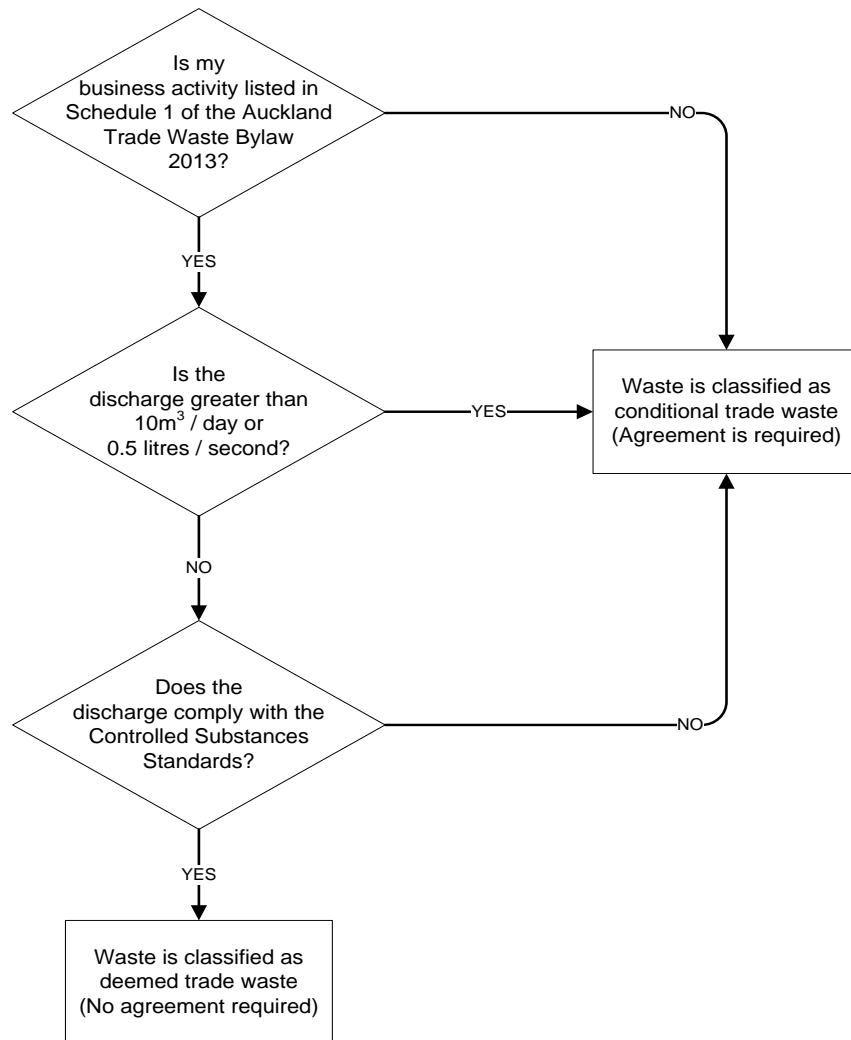 Is my
business activity listed in
Schedule 1 of the Auckland
Trade Waste Bylaw
2013?
NO
YES
Is the
discharge greater than
10m³ / day or
0.5 litres / second?
YES
Waste is classified as
conditional trade waste
(Agreement is required)
NO
Does the
discharge comply with the
Controlled Substances
Standards?
NO
YES
Waste is classified as
deemed trade waste
(No agreement required)